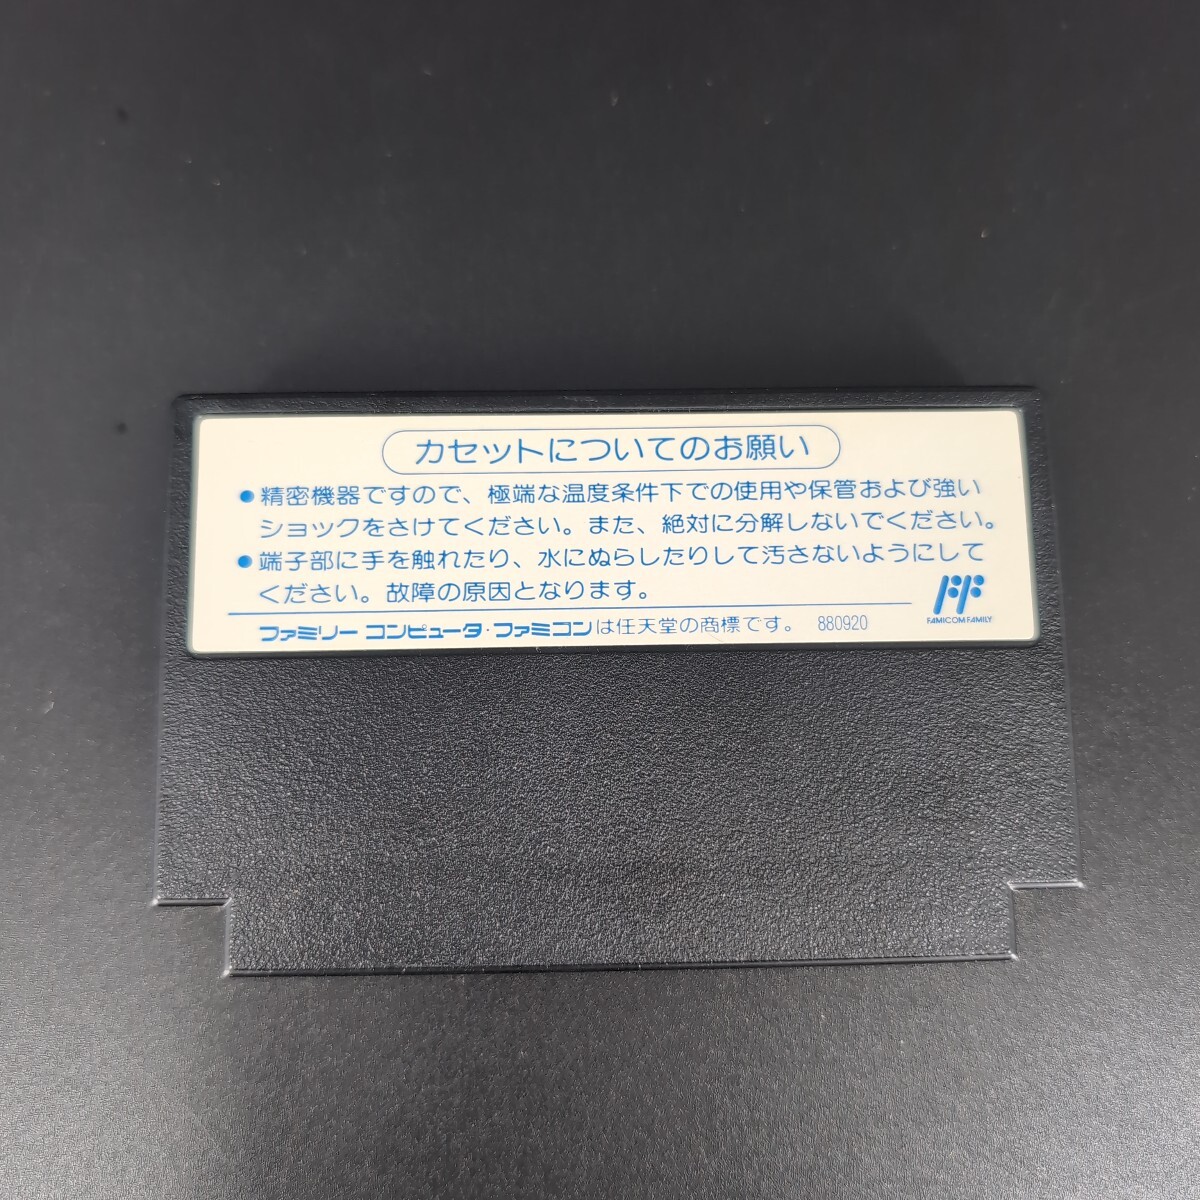 カセットについてのお願い
●精密機器ですので、極端な温度条件下での使用や保管および強い
ショックをさけてください。また、絶対に分解しないでください。
●端子部に手を触れたり、水にぬらしたりして汚さないようにして
ください。故障の原因となります。
FAMICOM FAMILY
ファミリー コンピュータ・ファミコンは任天堂の商標です。 880920